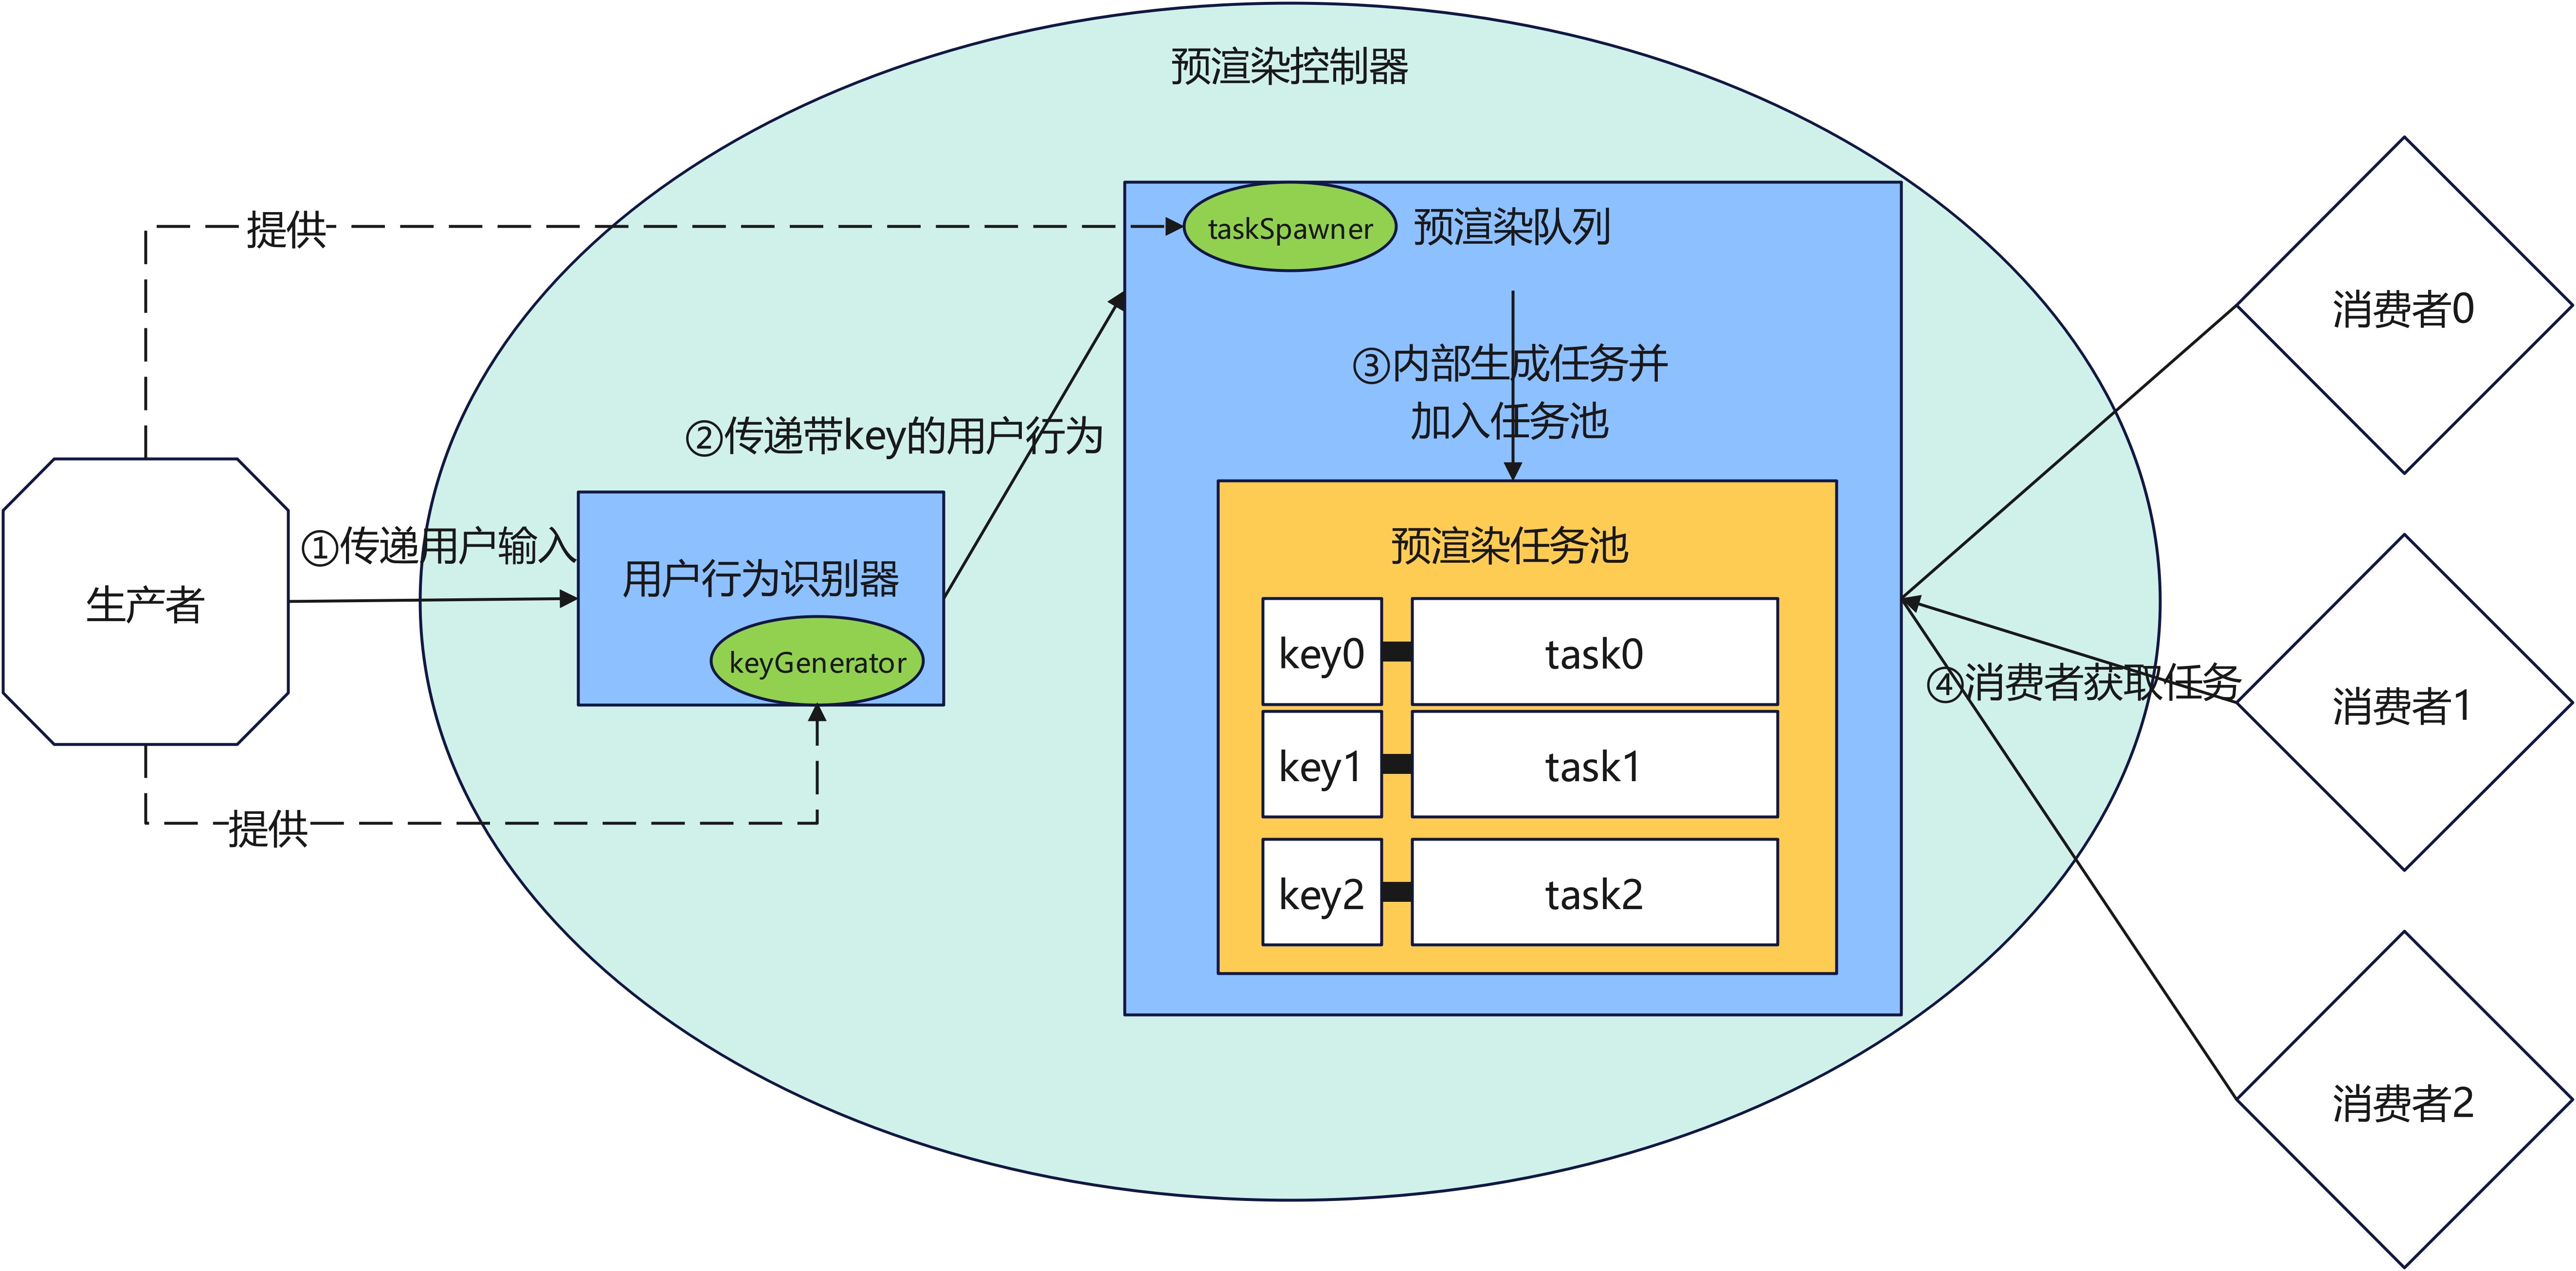 预渲染控制器
提供
taskSpawner
预渲染队列
消费者0
③内部生成任务并
加入任务池
②传递带key的用户行为
①传递用户输入
预渲染任务池
用户行为识别器
生产者
keyGenerator
key0
task0
④消费者获取任务
消费者1
key1
task1
提供
key2
task2
消费者2